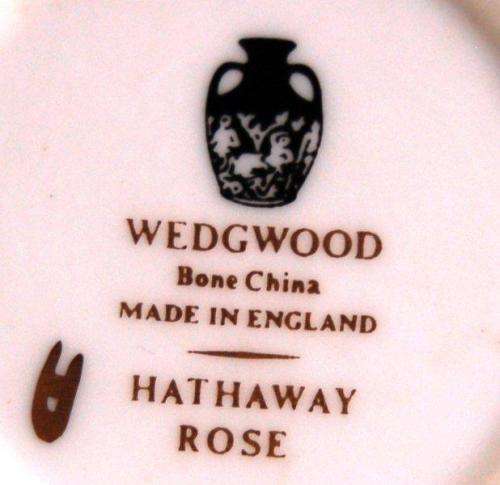 WEDGWOOD
Bone China
MADE IN ENGLAND
HATHAWAY
ROSE